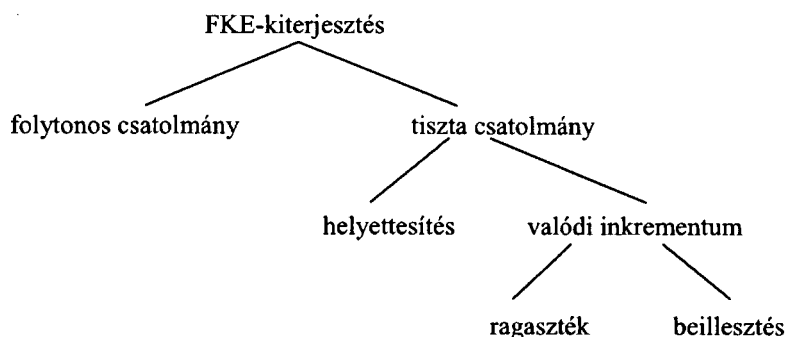 FKE-kiterjesztés
folytonos csatolmány tiszta csatolmány
helyettesítés valódi inkrementum
ragaszték beillesztés